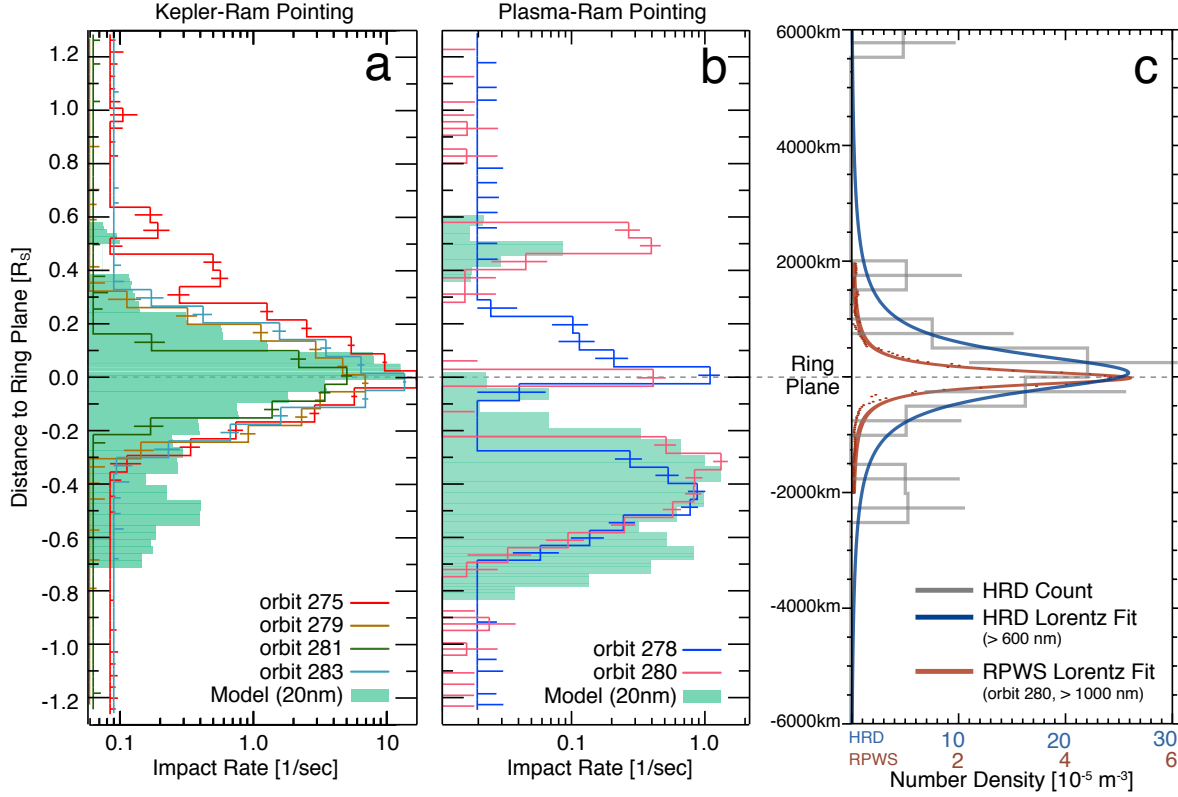 Kepler-Ram Pointing
Plasma-Ram Pointing
a
b
c
Distance to Ring Plane [RS]
1.2
1.0
0.8
0.6
0.4
0.2
0.0
-0.2
-0.4
-0.6
-0.8
-1.0
-1.2
orbit 275
orbit 279
orbit 281
orbit 283
Model (20nm)
0.1
1.0
10
Impact Rate [1/sec]
orbit 278
orbit 280
Model (20nm)
0.1
1.0
Impact Rate [1/sec]
6000km
4000km
2000km
Ring
Plane
-2000km
-4000km
-6000km
HRD Count
HRD Lorentz Fit
(> 600 nm)
RPWS Lorentz Fit
(orbit 280, > 1000 nm)
HRD 10 20 30
RPWS 2 4 6
Number Density [10-5 m-3]